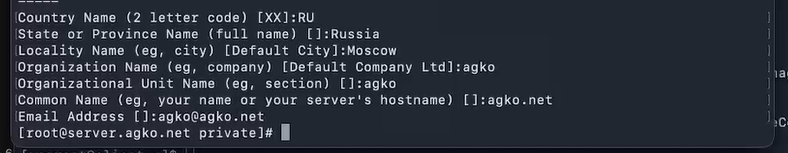 -----
Country Name (2 letter code) [XX]:RU
State or Province Name (full name) []:Russia
Locality Name (eg, city) [Default City]:Moscow
Organization Name (eg, company) [Default Company Ltd]:agko
Organizational Unit Name (eg, section) []:agko
Common Name (eg, your name or your server's hostname) []:agko.net
Email Address []:agko@agko.net
[root@server.agko.net private]#